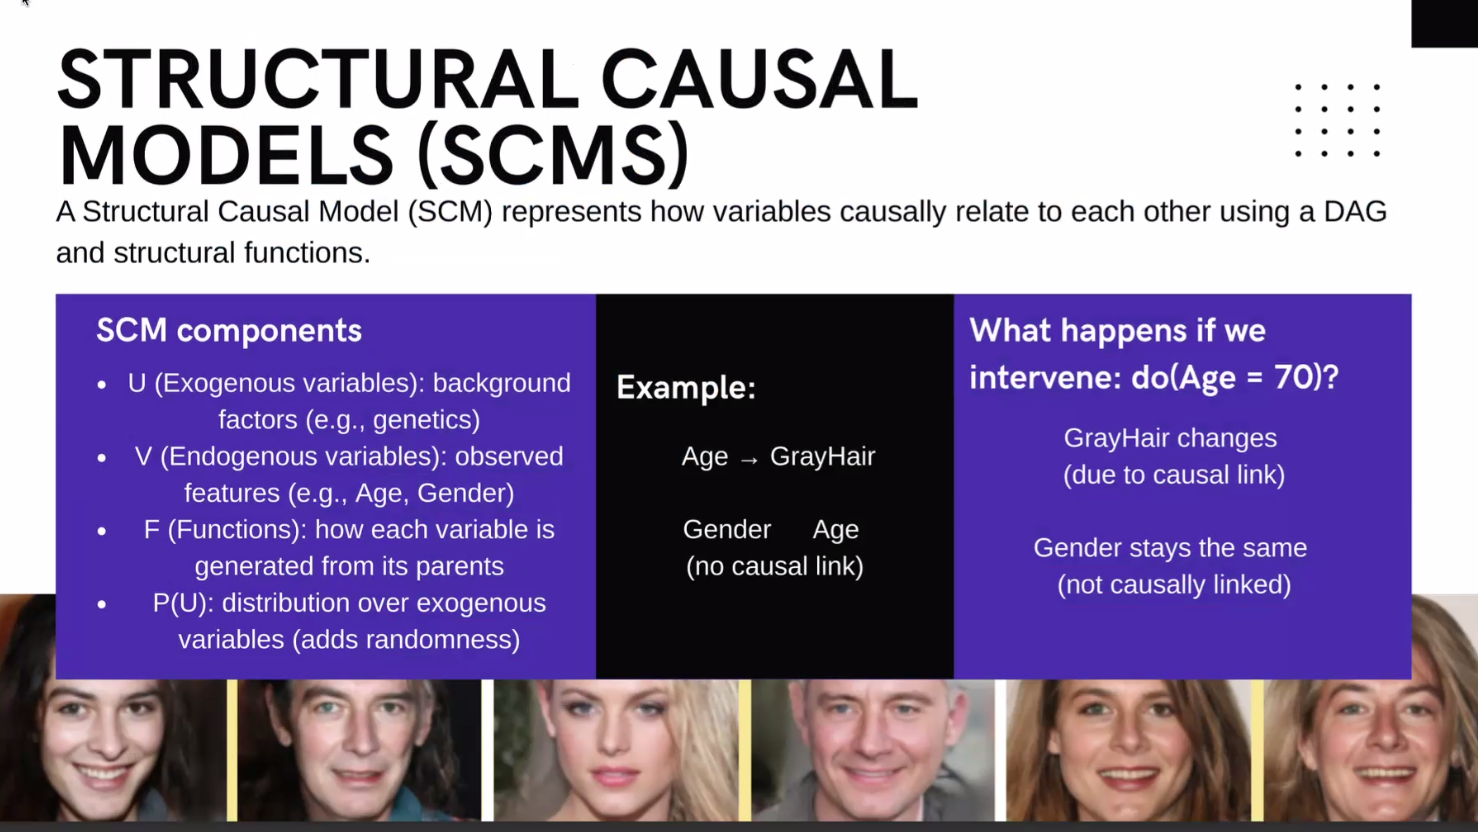 STRUCTURAL CAUSAL
MODELS (SCMS)
A Structural Causal Model (SCM) represents how variables causally relate to each other using a DAG
and structural functions.
SCM components
• U (Exogenous variables): background
factors (e.g., genetics)
• V (Endogenous variables): observed
features (e.g., Age, Gender)
• F (Functions): how each variable is
generated from its parents
• P(U): distribution over exogenous
variables (adds randomness)
Example:
Age → GrayHair
Gender Age
(no causal link)
What happens if we
intervene: do(Age = 70)?
GrayHair changes
(due to causal link)
Gender stays the same
(not causally linked)